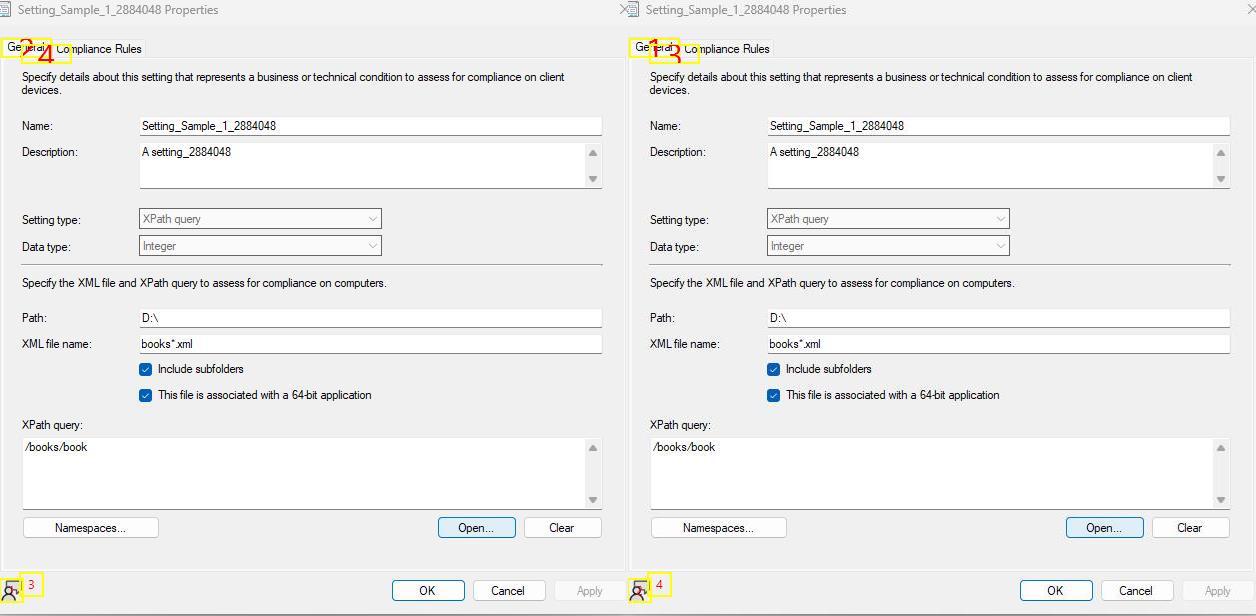 Setting_Sample_1_2884048 Properties
General Compliance Rules
2 4
Specify details about this setting that represents a business or technical condition to assess for compliance on client
devices.
Name: Setting_Sample_1_2884048
Description: A setting_2884048
Setting type: XPath query
Data type: Integer
Specify the XML file and XPath query to assess for compliance on computers.
Path: D:\
XML file name: books*.xml
Include subfolders
This file is associated with a 64-bit application
XPath query:
/books/book
Namespaces... Open... Clear
3
OK Cancel Apply
Setting_Sample_1_2884048 Properties
General Compliance Rules
1 3
Specify details about this setting that represents a business or technical condition to assess for compliance on client
devices.
Name: Setting_Sample_1_2884048
Description: A setting_2884048
Setting type: XPath query
Data type: Integer
Specify the XML file and XPath query to assess for compliance on computers.
Path: D:\
XML file name: books*.xml
Include subfolders
This file is associated with a 64-bit application
XPath query:
/books/book
Namespaces... Open... Clear
4
OK Cancel Apply